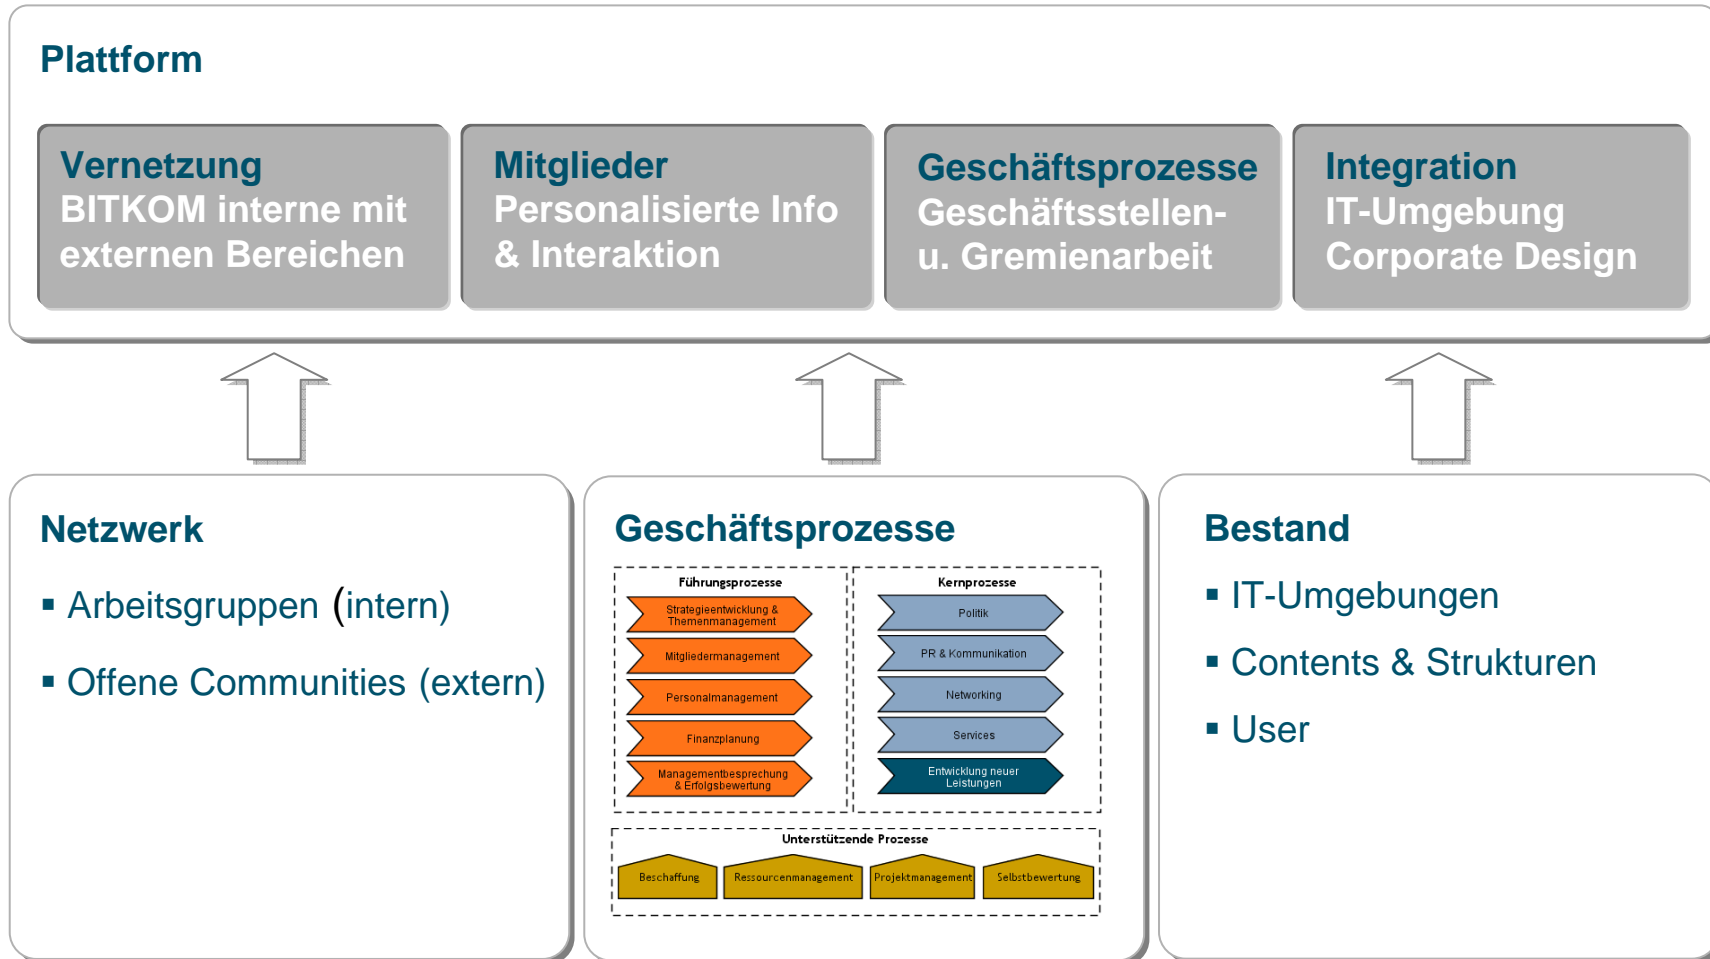 Plattform
Vernetzung
BITKOM interne mit
externen Bereichen
Mitglieder
Personalisierte Info
& Interaktion
Geschäftsprozesse
Geschäftsstellen-
u. Gremienarbeit
Integration
IT-Umgebung
Corporate Design
Netzwerk
▪ Arbeitsgruppen (intern)
▪ Offene Communities (extern)
Geschäftsprozesse
Führungsprozesse
Strategieentwicklung &
Themenmanagement
Mitgliedermanagement
Personalmanagement
Finanzplanung
Managementbesprechung
& Erfolgsbewertung
Kernprozesse
Politik
PR & Kommunikation
Networking
Services
Entwicklung neuer
Leistungen
Unterstützende Prozesse
Beschaffung
Ressourcenmanagement
Projektmanagement
Selbstbewertung
Bestand
▪ IT-Umgebungen
▪ Contents & Strukturen
▪ User